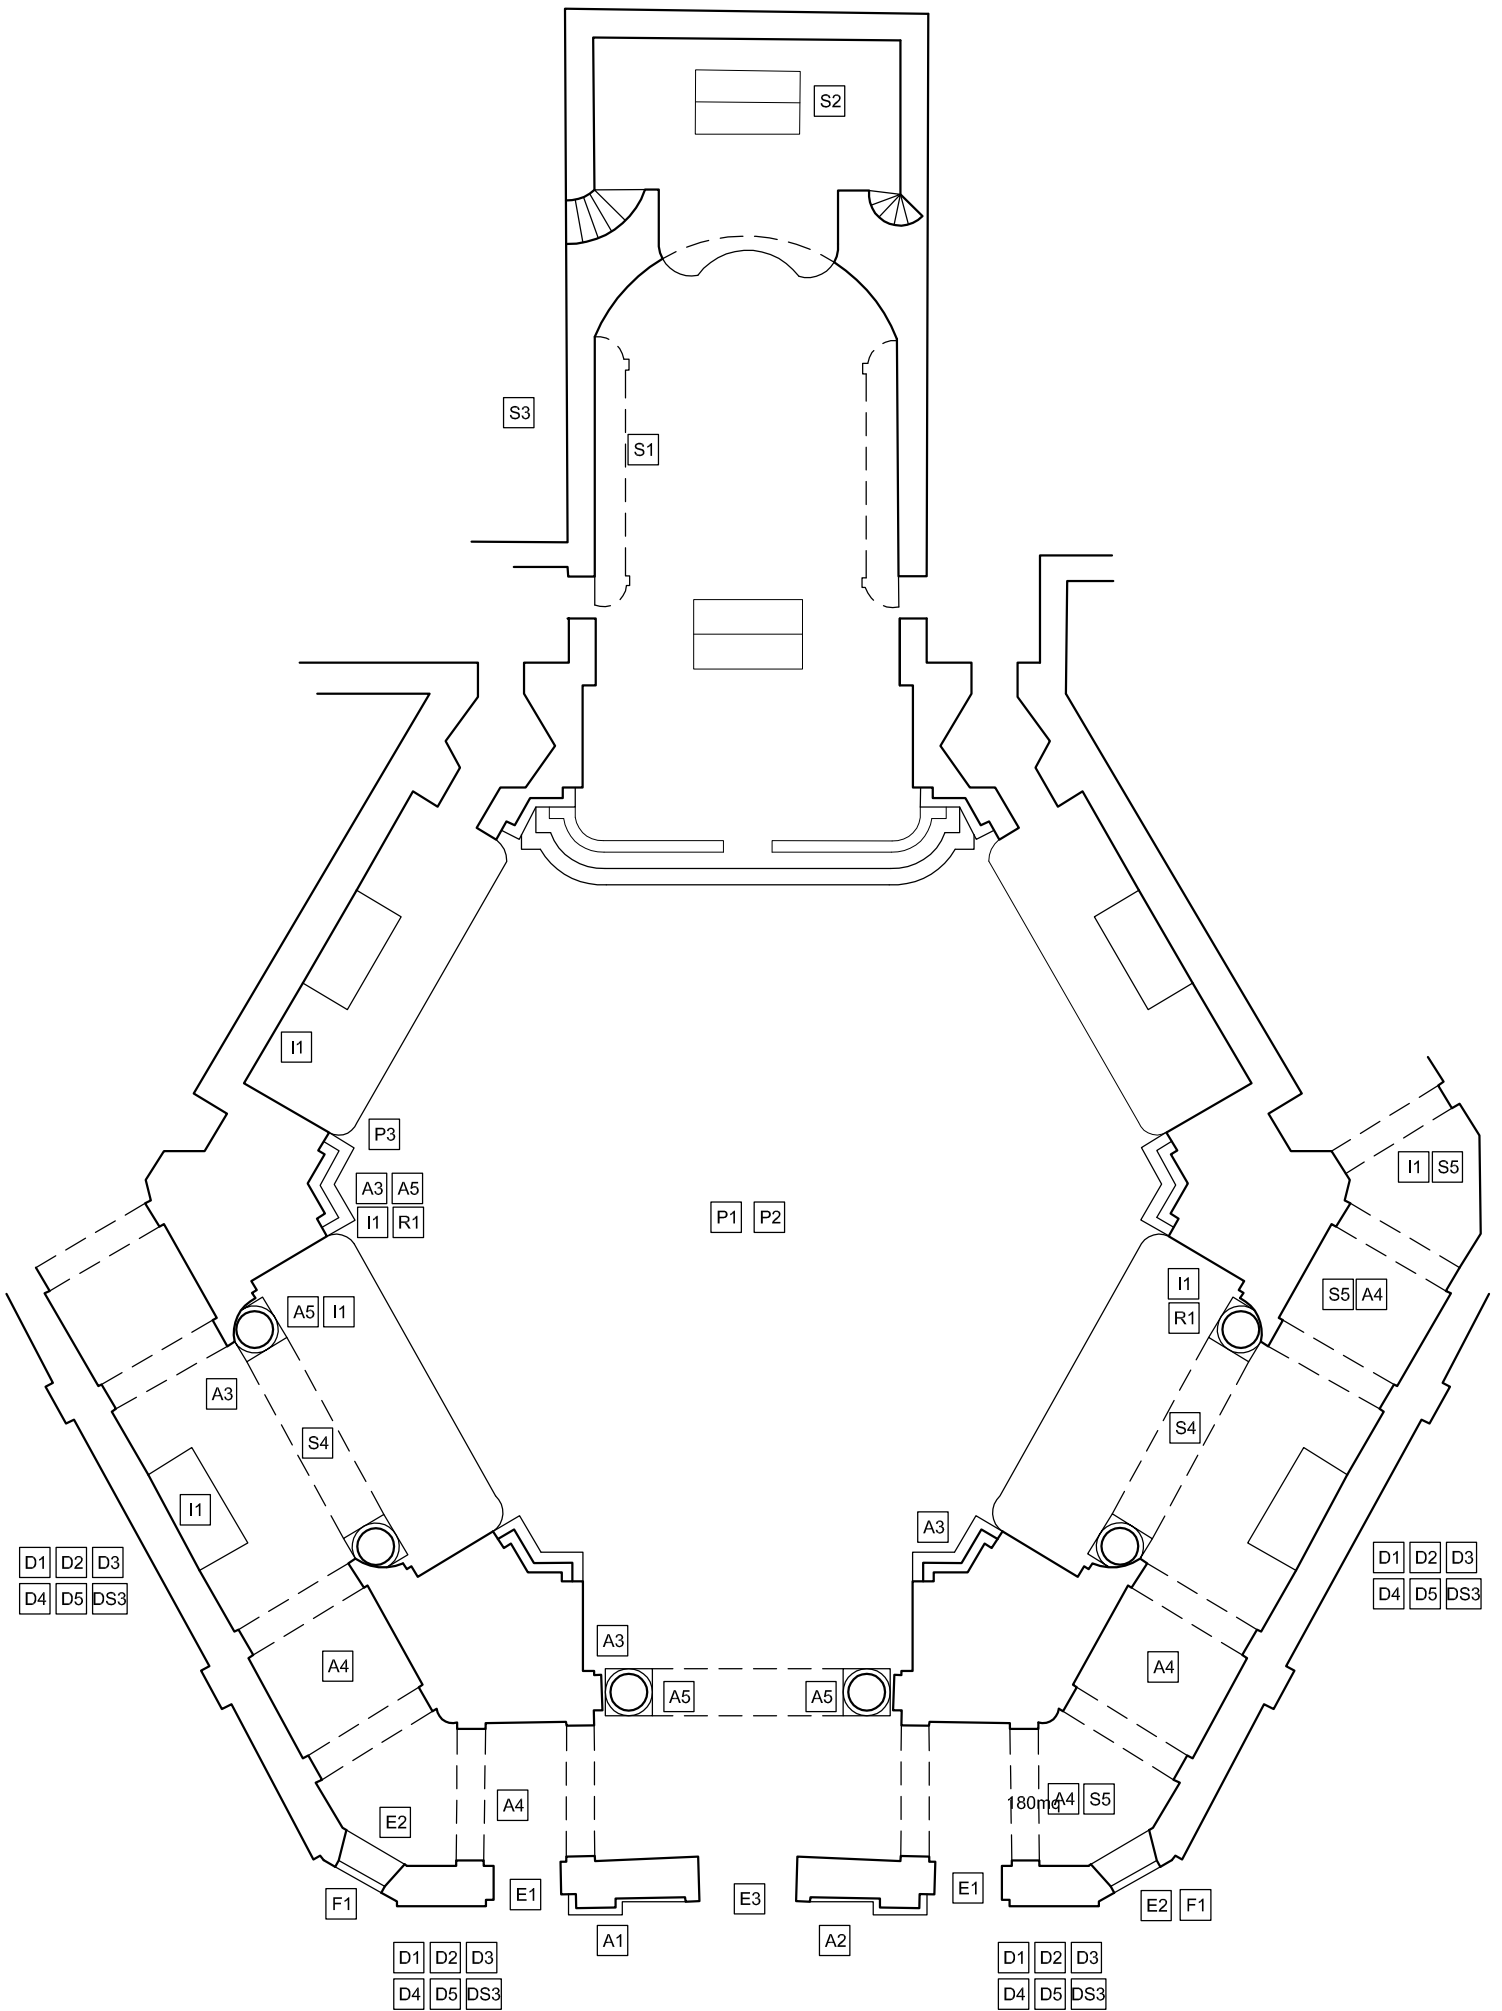 S2
S3
S1
I1
P3
I1 S5
A3 A5
I1 R1
P1 P2
I1
R1
S5 A4
A5 I1
A3
S4
S4
I1
A3
D1 D2 D3
D4 D5 DS3
D1 D2 D3
D4 D5 DS3
A3
A4
A4
A5
A5
A4
180mq
A4 S5
E2
E1
E1
E3
F1
E2 F1
A1
A2
D1 D2 D3
D4 D5 DS3
D1 D2 D3
D4 D5 DS3